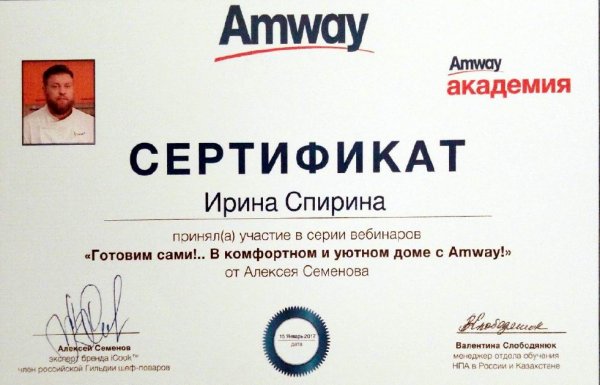 Amway
Amway
академия
СЕРТИФИКАТ
Ирина Спирина
принял(а) участие в серии вебинаров
«Готовим сами!.. В комфортном и уютном доме с Amway!»
от Алексея Семенова
Алексей Семенов
эксперт бренда iCook™
член российской Гильдии шеф-поваров
Январь
дата
Валентина Слободянюк
менеджер отдела обучения
НПА в России и Казахстане